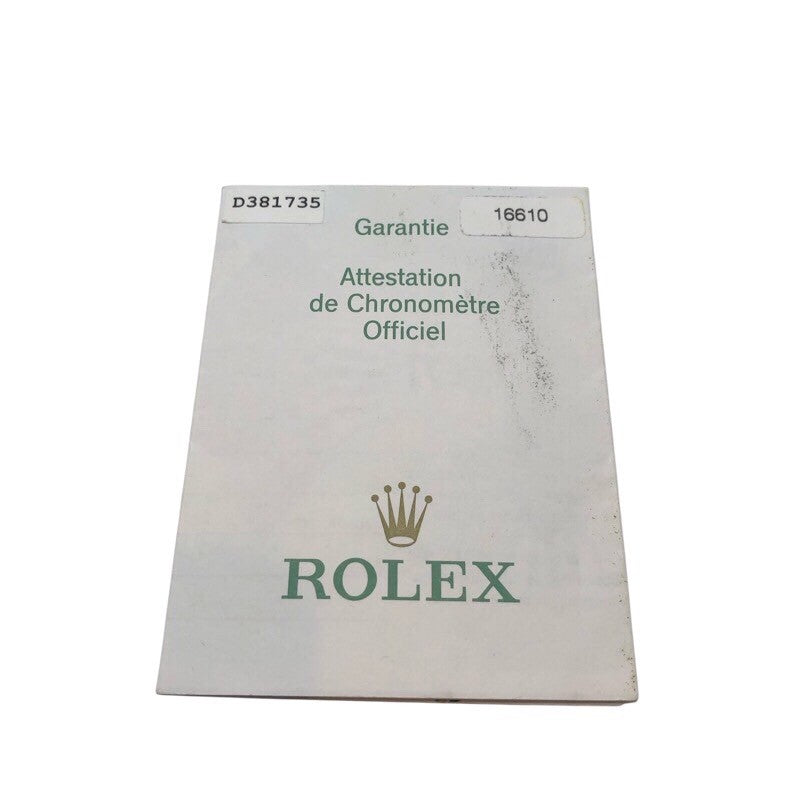 D381735
16610
Garantie
Attestation
de Chronomètre
Officiel
ROLEX